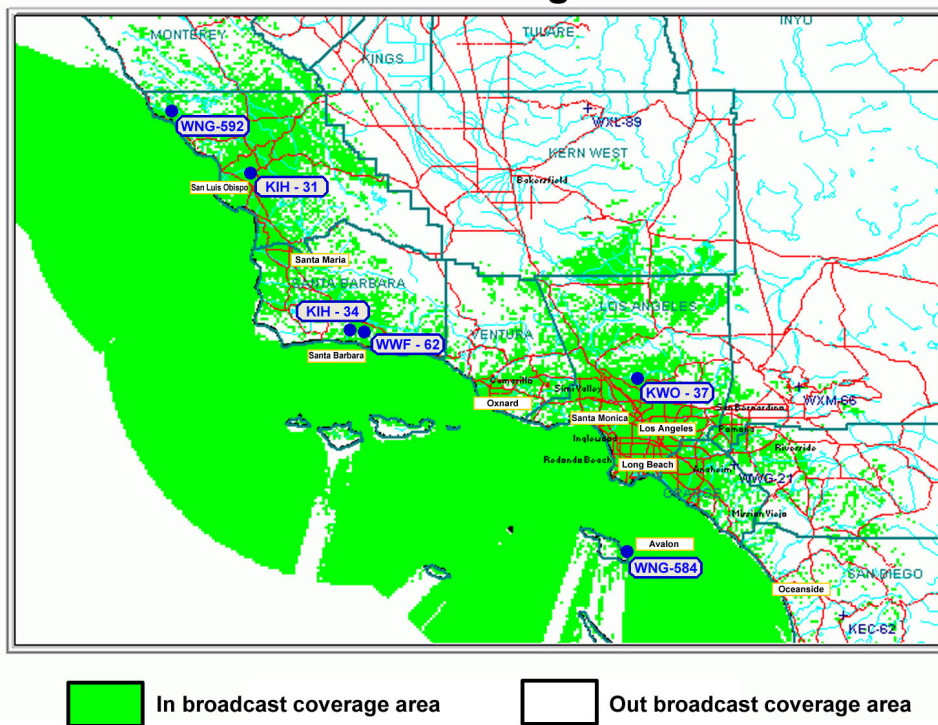 MONTEREY
TULARE
INYU
KINGS
WNG-592
WXL-89
KERN WEST
Bakersfield
San Luis Obispo
KIH - 31
Santa Maria
SANTA BARBARA
LOS ANGELES
KIH - 34
WWF - 62
VENTURA
Santa Barbara
Camarillo
Simi Valley
KWO - 37
WXM-66
Oxnard
San Bernardino
Santa Monica
Los Angeles
Pomona
Inglewood
Riverside
Redondo Beach
Long Beach
Anaheim
WWG-21
ORANGE
Mission Viejo
Avalon
WNG-584
SAN DIEGO
Oceanside
KEC-62
In broadcast coverage area
Out broadcast coverage area